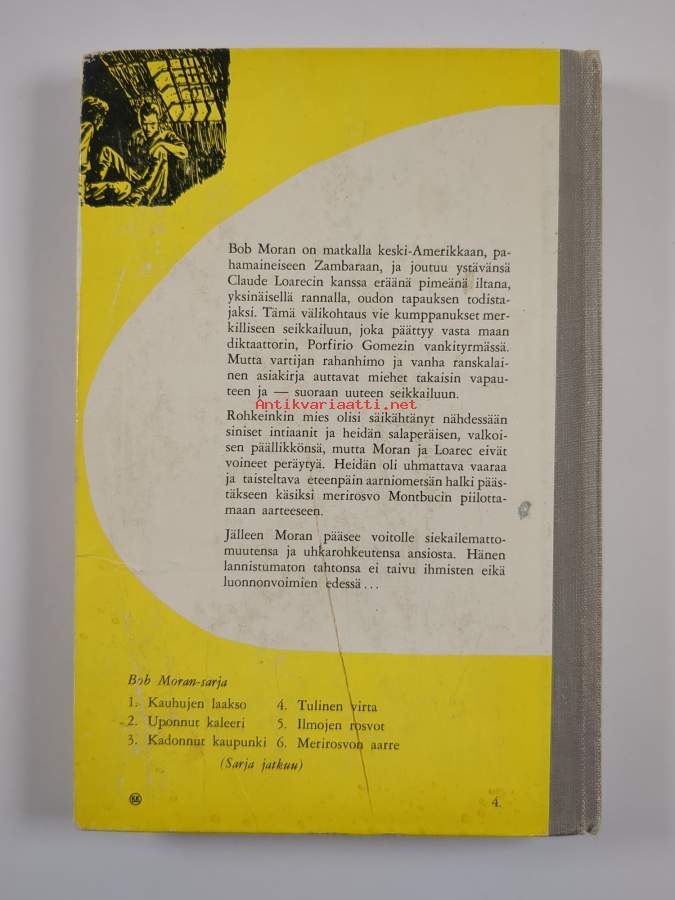 Bob Moran on matkalla keski-Amerikkaan, pa-
hamaineiseen Zambaraan, ja joutuu ystävänsä
Claude Loarecin kanssa eräänä pimeänä iltana,
yksinäisellä rannalla, oudon tapauksen todista-
jaksi. Tämä välikohtaus vie kumppanukset mer-
killiseen seikkailuun, joka päättyy vasta maan
diktaattorin, Porfirio Gomezin vankityrmässä.
Mutta vartijan rahanhimo ja vanha ranskalai-
nen asiakirja auttavat miehet takaisin vapau-
teen ja — suoraan uuteen seikkailuun.
Antikvariaatti.net
Rohkeinkin mies olisi säikähtänyt nähdessään
siniset intiaanit ja heidän salaperäisen, valkoi-
sen päällikkönsä, mutta Moran ja Loarec eivät
voineet peräytyä. Heidän oli uhmattava vaaraa
ja taisteltava eteenpäin aarniometsän halki pääs-
täkseen käsiksi merirosvo Montbucin piilotta-
maan aarteeseen.
Jälleen Moran pääsee voitolle siekailematto-
muutensa ja uhkarohkeutensa ansiosta. Hänen
lannistumaton tahtonsa ei taivu ihmisten eikä
luonnonvoimien edessä...
Bob Moran-sarja
1. Kauhujen laakso
2. Uponnut kaleeri
3. Kadonnut kaupunki
4. Tulinen virta
5. Ilmojen rosvot
6. Merirosvon aarre
(Sarja jatkuu)
KK
4.